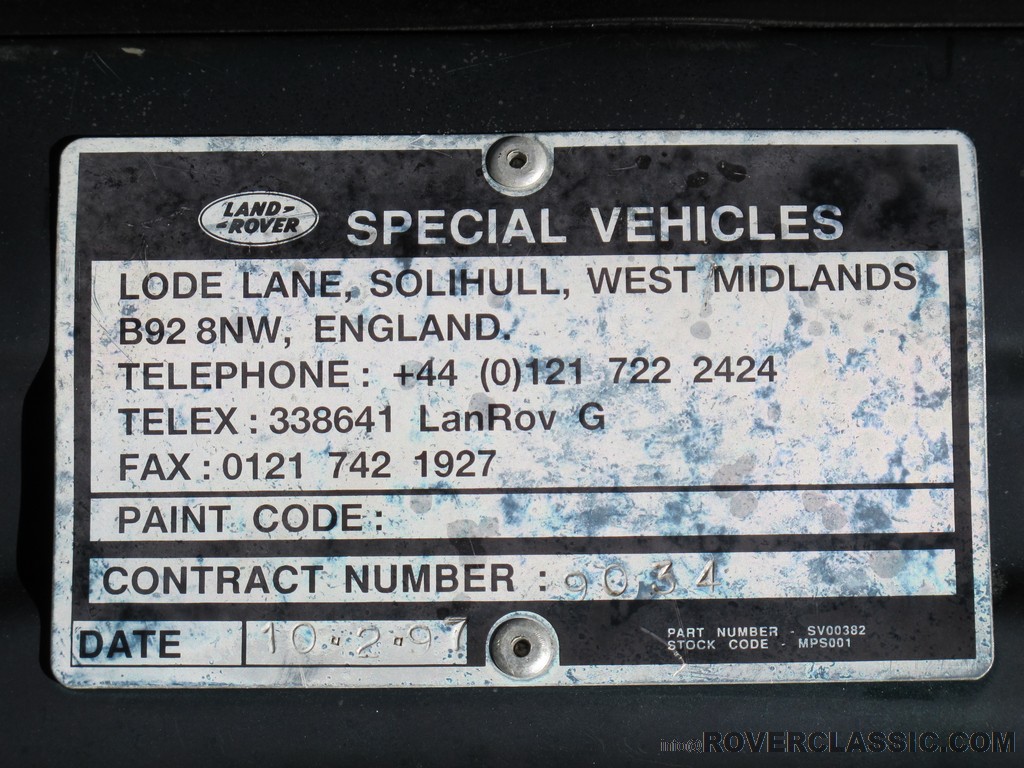 LAND-
-ROVER
SPECIAL VEHICLES
LODE LANE, SOLIHULL, WEST MIDLANDS
B92 8NW, ENGLAND.
TELEPHONE : +44 (0)121 722 2424
TELEX : 338641 LanRov G
FAX : 0121 742 1927
PAINT CODE :
CONTRACT NUMBER : 9034
DATE 10·2·97
PART NUMBER - SV00382
STOCK CODE - MPS001
info@ROVERCLASSIC.COM